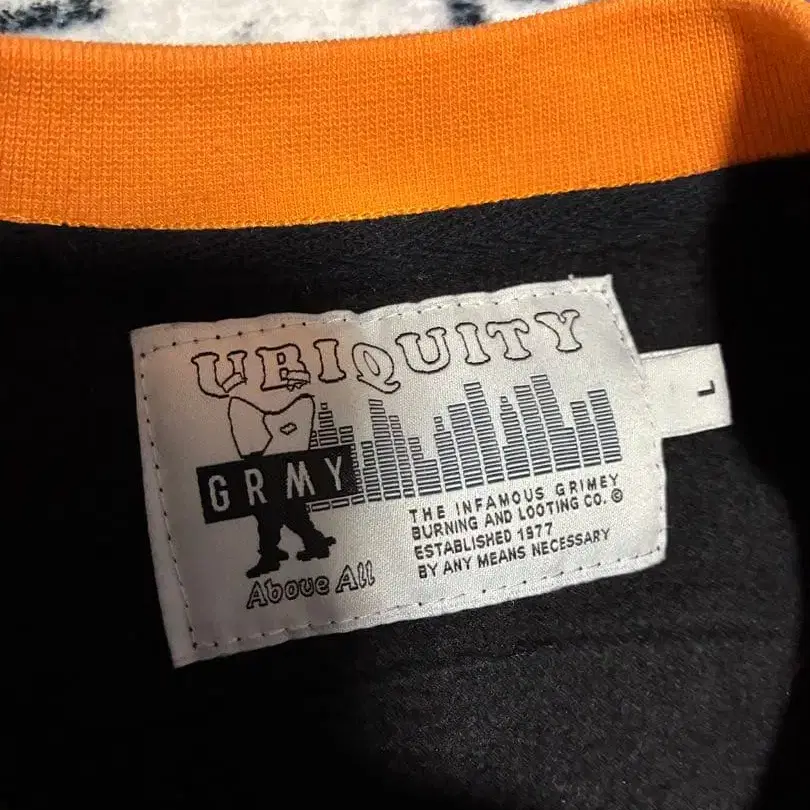 UBIQUITY
GRMY
THE INFAMOUS GRIMEY
BURNING AND LOOTING CO. ©
ESTABLISHED 1977
BY ANY MEANS NECESSARY
Above All
L